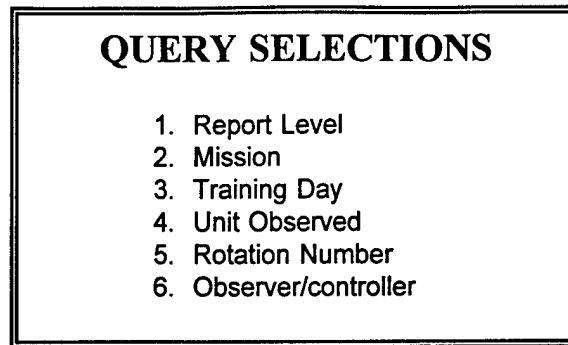 QUERY SELECTIONS
1. Report Level
2. Mission
3. Training Day
4. Unit Observed
5. Rotation Number
6. Observer/controller